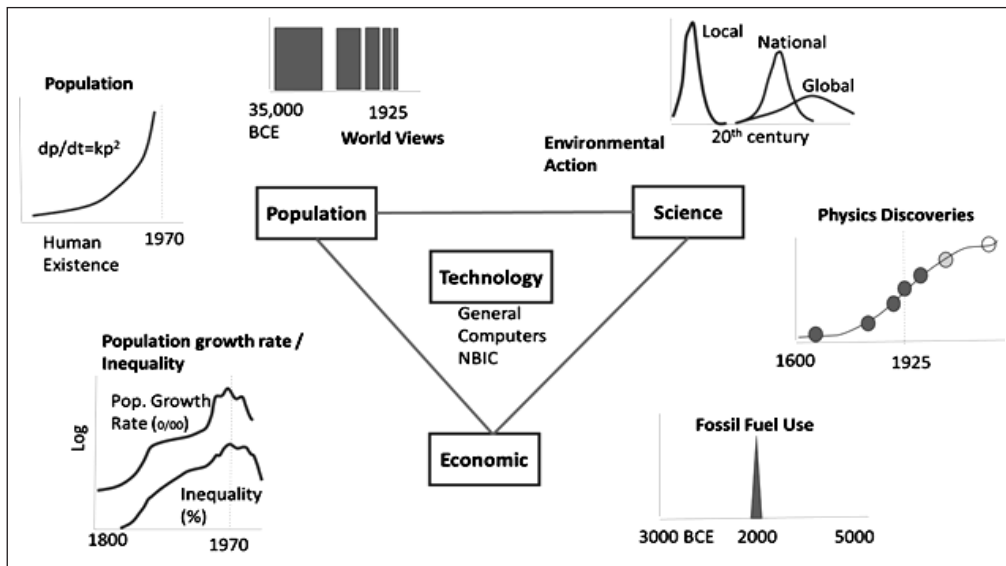 Population
dp/dt=kp²
Human
Existence
1970
35,000
BCE
1925
World Views
Local
National
Global
20th century
Environmental
Action
Population
Science
Technology
General
Computers
NBIC
Economic
Physics Discoveries
1600
1925
Population growth rate /
Inequality
Log
Pop. Growth
Rate (0/00)
Inequality
(%)
1800
1970
Fossil Fuel Use
3000 BCE
2000
5000